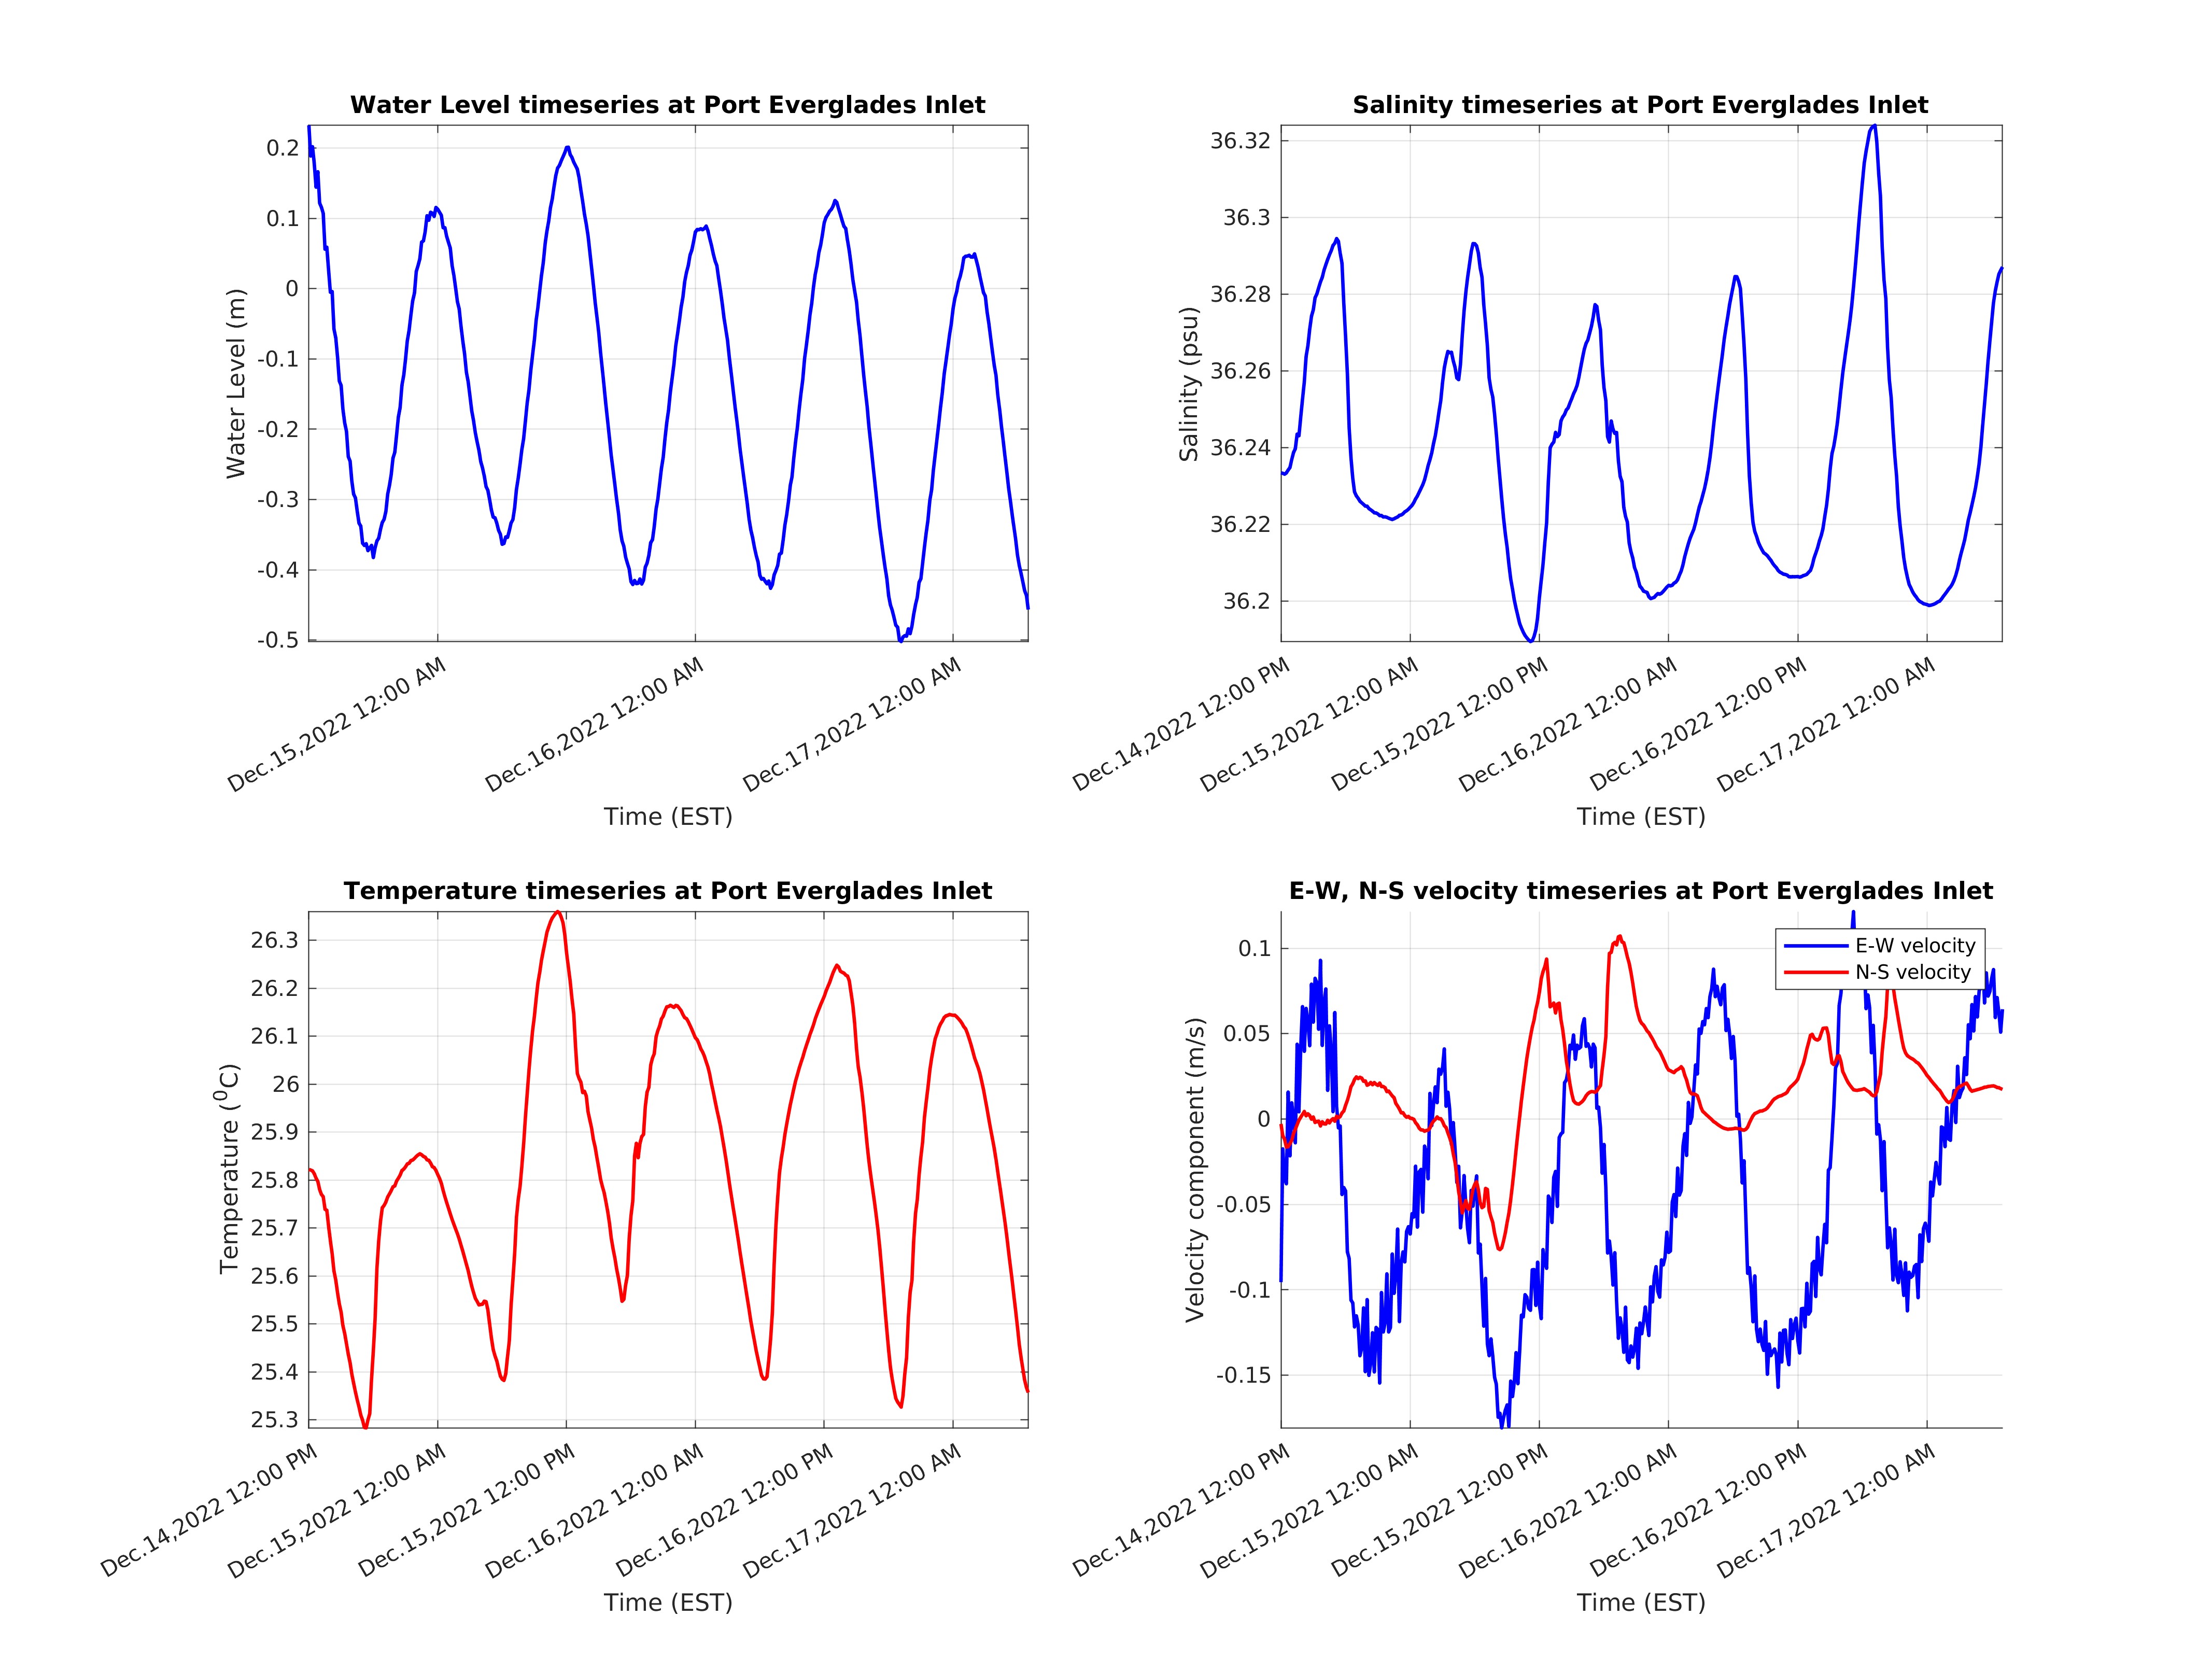 Water Level timeseries at Port Everglades Inlet
Water Level (m)
0.2
0.1
0
-0.1
-0.2
-0.3
-0.4
-0.5
Dec.15,2022 12:00 AM
Dec.16,2022 12:00 AM
Dec.17,2022 12:00 AM
Time (EST)
Salinity timeseries at Port Everglades Inlet
Salinity (psu)
36.32
36.3
36.28
36.26
36.24
36.22
36.2
Dec.14,2022 12:00 PM
Dec.15,2022 12:00 AM
Dec.15,2022 12:00 PM
Dec.16,2022 12:00 AM
Dec.16,2022 12:00 PM
Dec.17,2022 12:00 AM
Time (EST)
Temperature timeseries at Port Everglades Inlet
Temperature (⁰C)
26.3
26.2
26.1
26
25.9
25.8
25.7
25.6
25.5
25.4
25.3
Dec.14,2022 12:00 PM
Dec.15,2022 12:00 AM
Dec.15,2022 12:00 PM
Dec.16,2022 12:00 AM
Dec.16,2022 12:00 PM
Dec.17,2022 12:00 AM
Time (EST)
E-W, N-S velocity timeseries at Port Everglades Inlet
Velocity component (m/s)
0.1
0.05
0
-0.05
-0.1
-0.15
E-W velocity
N-S velocity
Dec.14,2022 12:00 PM
Dec.15,2022 12:00 AM
Dec.15,2022 12:00 PM
Dec.16,2022 12:00 AM
Dec.16,2022 12:00 PM
Dec.17,2022 12:00 AM
Time (EST)